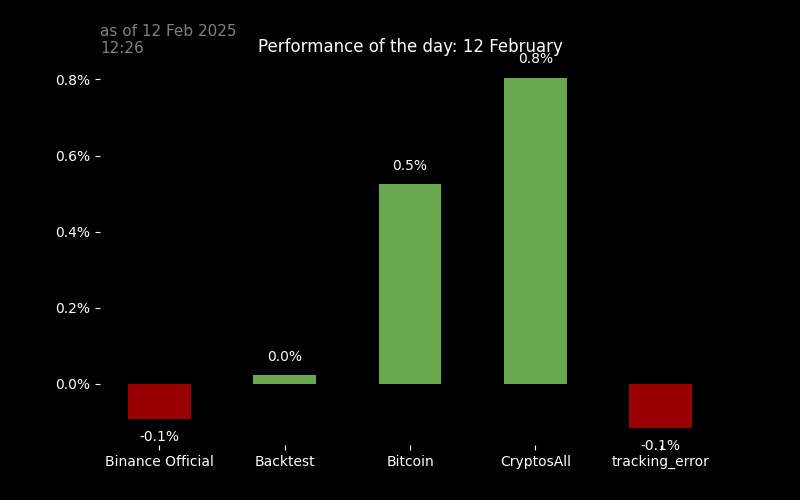 as of 12 Feb 2025
12:26
Performance of the day: 12 February
0.8%
0.8%
0.6%
0.5%
0.4%
0.2%
0.0%
0.0%
-0.1%
-0.1%
Binance Official
Backtest
Bitcoin
CryptosAll
tracking_error